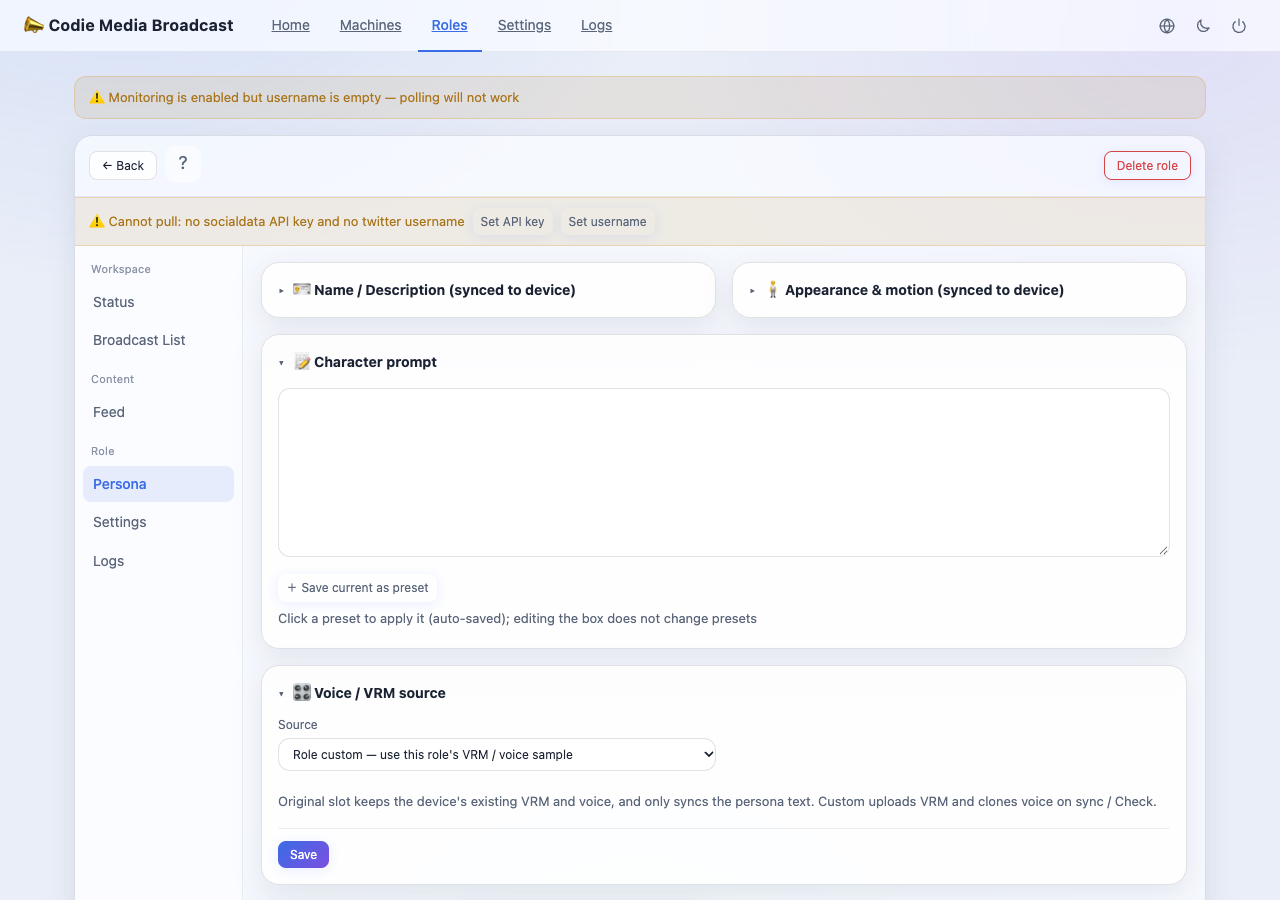 Codie Media Broadcast
Home
Machines
Roles
Settings
Logs
Monitoring is enabled but username is empty — polling will not work
← Back
?
Delete role
Cannot pull: no socialdata API key and no twitter username
Set API key
Set username
Workspace
Status
Broadcast List
Content
Feed
Role
Persona
Settings
Logs
Name / Description (synced to device)
Appearance & motion (synced to device)
Character prompt
+ Save current as preset
Click a preset to apply it (auto-saved); editing the box does not change presets
Voice / VRM source
Source
Role custom — use this role's VRM / voice sample
Original slot keeps the device's existing VRM and voice, and only syncs the persona text. Custom uploads VRM and clones voice on sync / Check.
Save